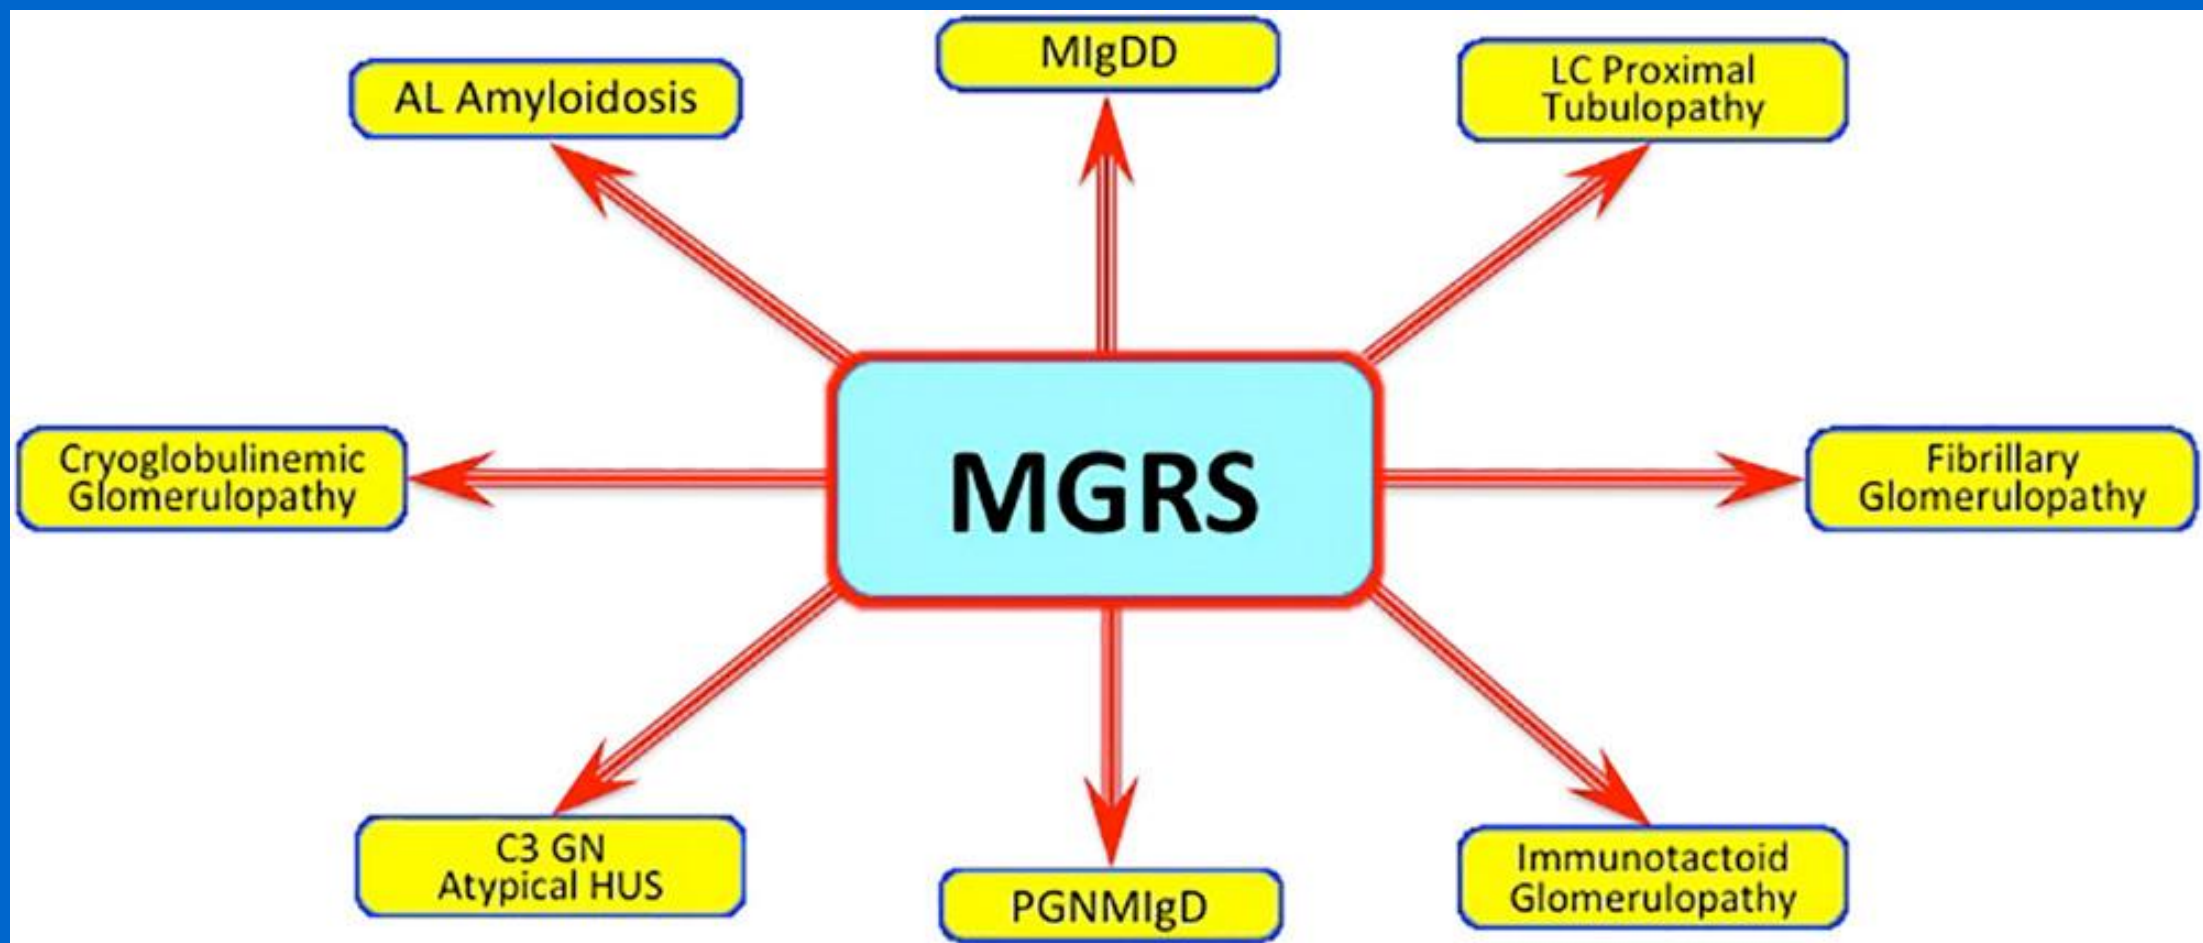 MIgDD
AL Amyloidosis
LC Proximal
Tubulopathy
Cryoglobulinemic
Glomerulopathy
MGRS
Fibrillary
Glomerulopathy
C3 GN
Atypical HUS
PGNMIgD
Immunotactoid
Glomerulopathy